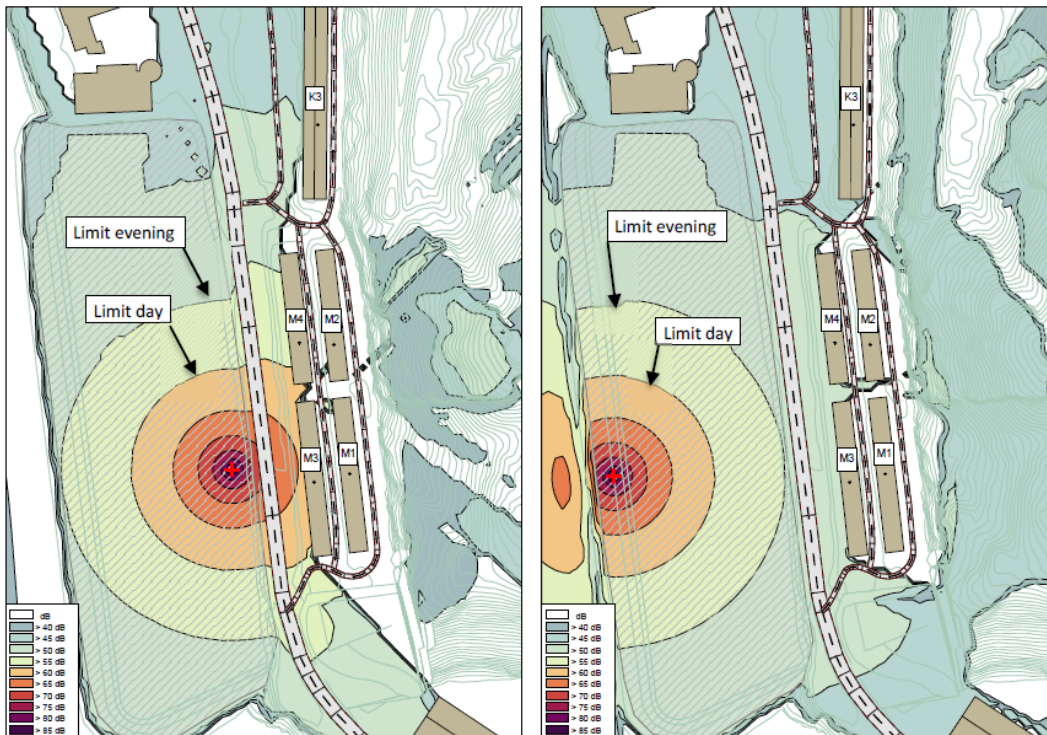 K3
Limit evening
Limit day
M4
M2
M3
M1
dB
> 40 dB
> 45 dB
> 50 dB
> 55 dB
> 60 dB
> 65 dB
> 70 dB
> 75 dB
> 80 dB
> 85 dB
K3
Limit evening
Limit day
M4
M2
M3
M1
dB
> 40 dB
> 45 dB
> 50 dB
> 55 dB
> 60 dB
> 65 dB
> 70 dB
> 75 dB
> 80 dB
> 85 dB